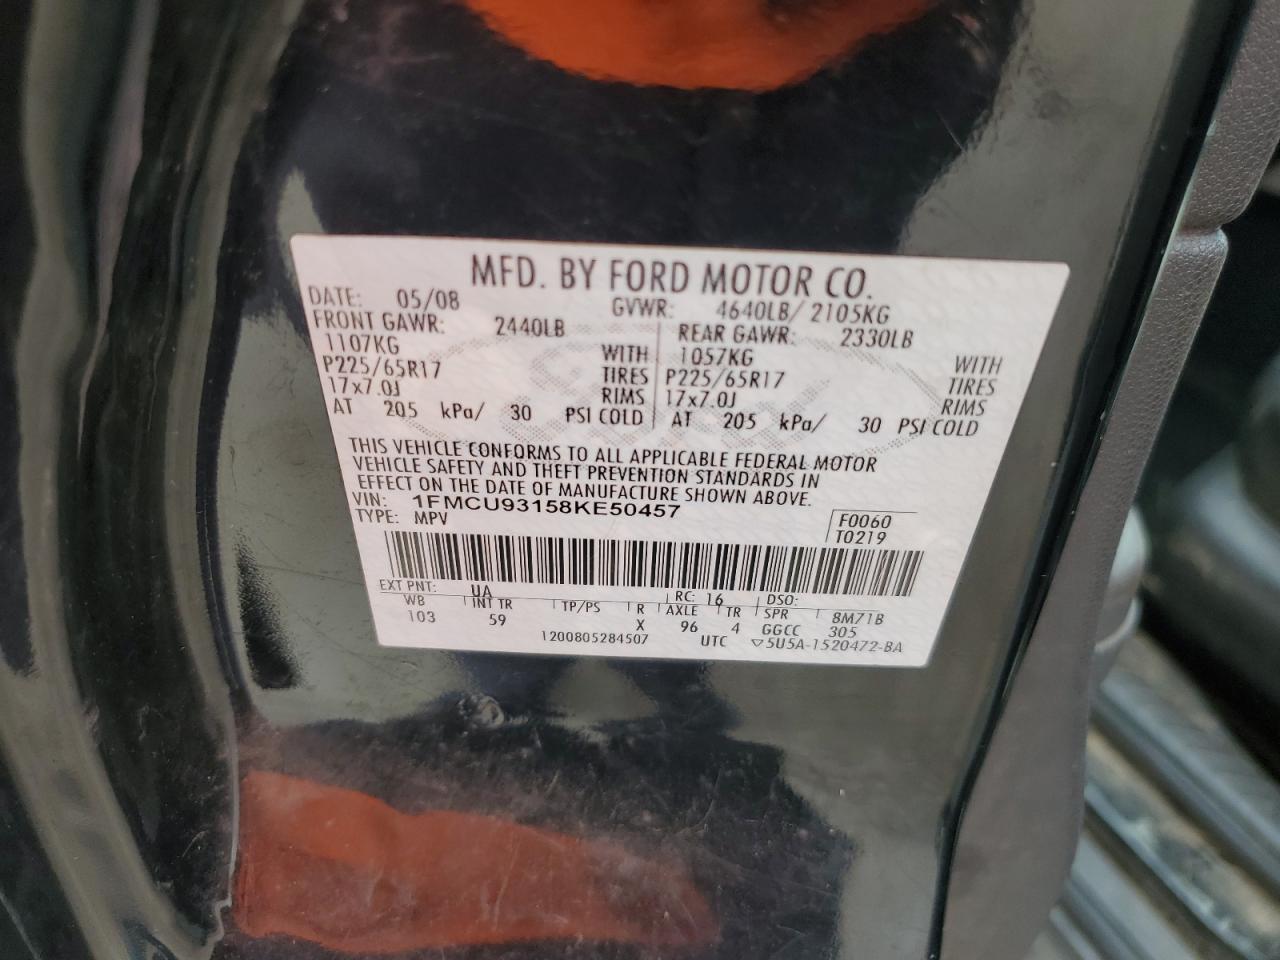 MFD. BY FORD MOTOR CO.
DATE: 05/08 GVWR: 4640LB/ 2105KG
FRONT GAWR: 2440LB REAR GAWR: 2330LB
1107KG WITH 1057KG WITH
P225/65R17 TIRES P225/65R17 TIRES
17x7.0J RIMS 17x7.0J RIMS
AT 205 kPa/ 30 PSI COLD AT 205 kPa/ 30 PSI COLD
THIS VEHICLE CONFORMS TO ALL APPLICABLE FEDERAL MOTOR
VEHICLE SAFETY AND THEFT PREVENTION STANDARDS IN
EFFECT ON THE DATE OF MANUFACTURE SHOWN ABOVE.
VIN: 1FMCU93158KE50457
TYPE: MPV
F0060
T0219
EXT PNT: UA RC: 16 DSO:
WB INT TR TP/PS R AXLE TR SPR 8M71B
103 59 X 96 4 GGCC 305
1200805284507 UTC ▽5U5A-1520472-BA